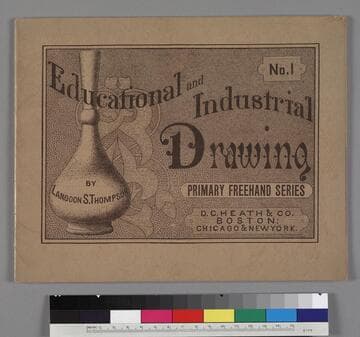 No. 1
Educational and
Industrial
Drawing
BY
LANGDON S. THOMPSON
PRIMARY FREEHAND SERIES
D. C. HEATH & CO.
BOSTON:
CHICAGO & NEW YORK.